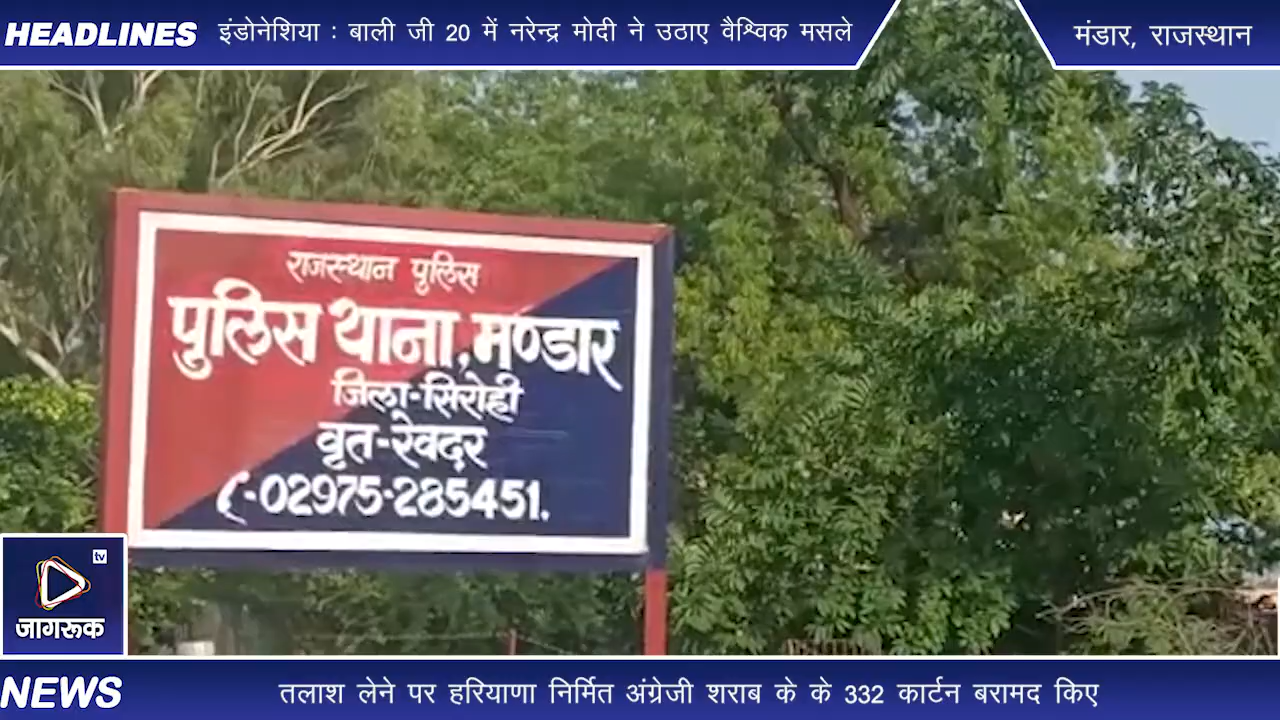 HEADLINES इंडोनेशिया : बाली जी 20 में नरेन्द्र मोदी ने उठाए वैश्विक मसले
मंडार, राजस्थान
राजस्थान पुलिस
पुलिस थाना, मण्डार
जिला-सिरोही
वृत-रेवदर
-02975-285451.
tv
जागरूक
NEWS तलाश लेने पर हरियाणा निर्मित अंग्रेजी शराब के के 332 कार्टन बरामद किए